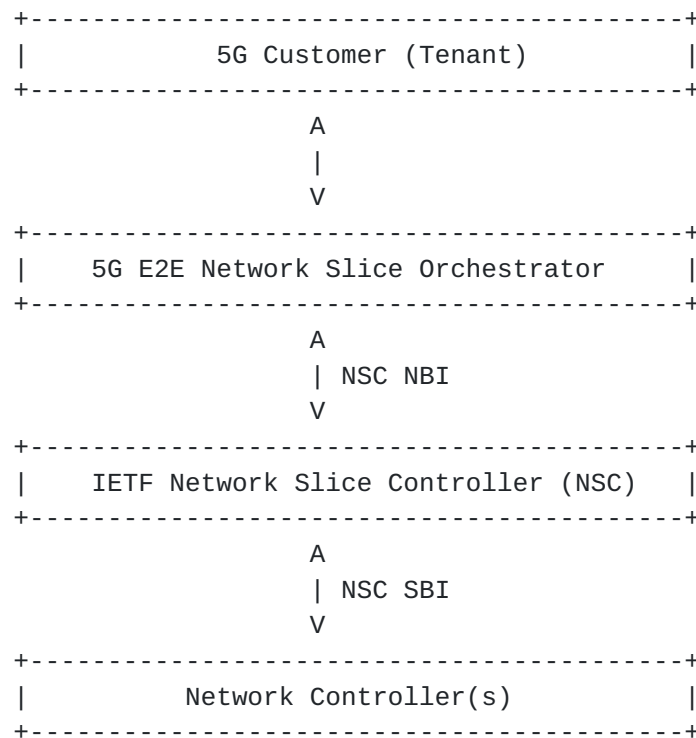 +------------------------------------------+
|            5G Customer (Tenant)          |
+------------------------------------------+
                   A
                   |
                   V
+------------------------------------------+
|    5G E2E Network Slice Orchestrator     |
+------------------------------------------+
                   A
                   | NSC NBI
                   V
+------------------------------------------+
|    IETF Network Slice Controller (NSC)   |
+------------------------------------------+
                   A
                   | NSC SBI
                   V
+------------------------------------------+
|          Network Controller(s)           |
+------------------------------------------+